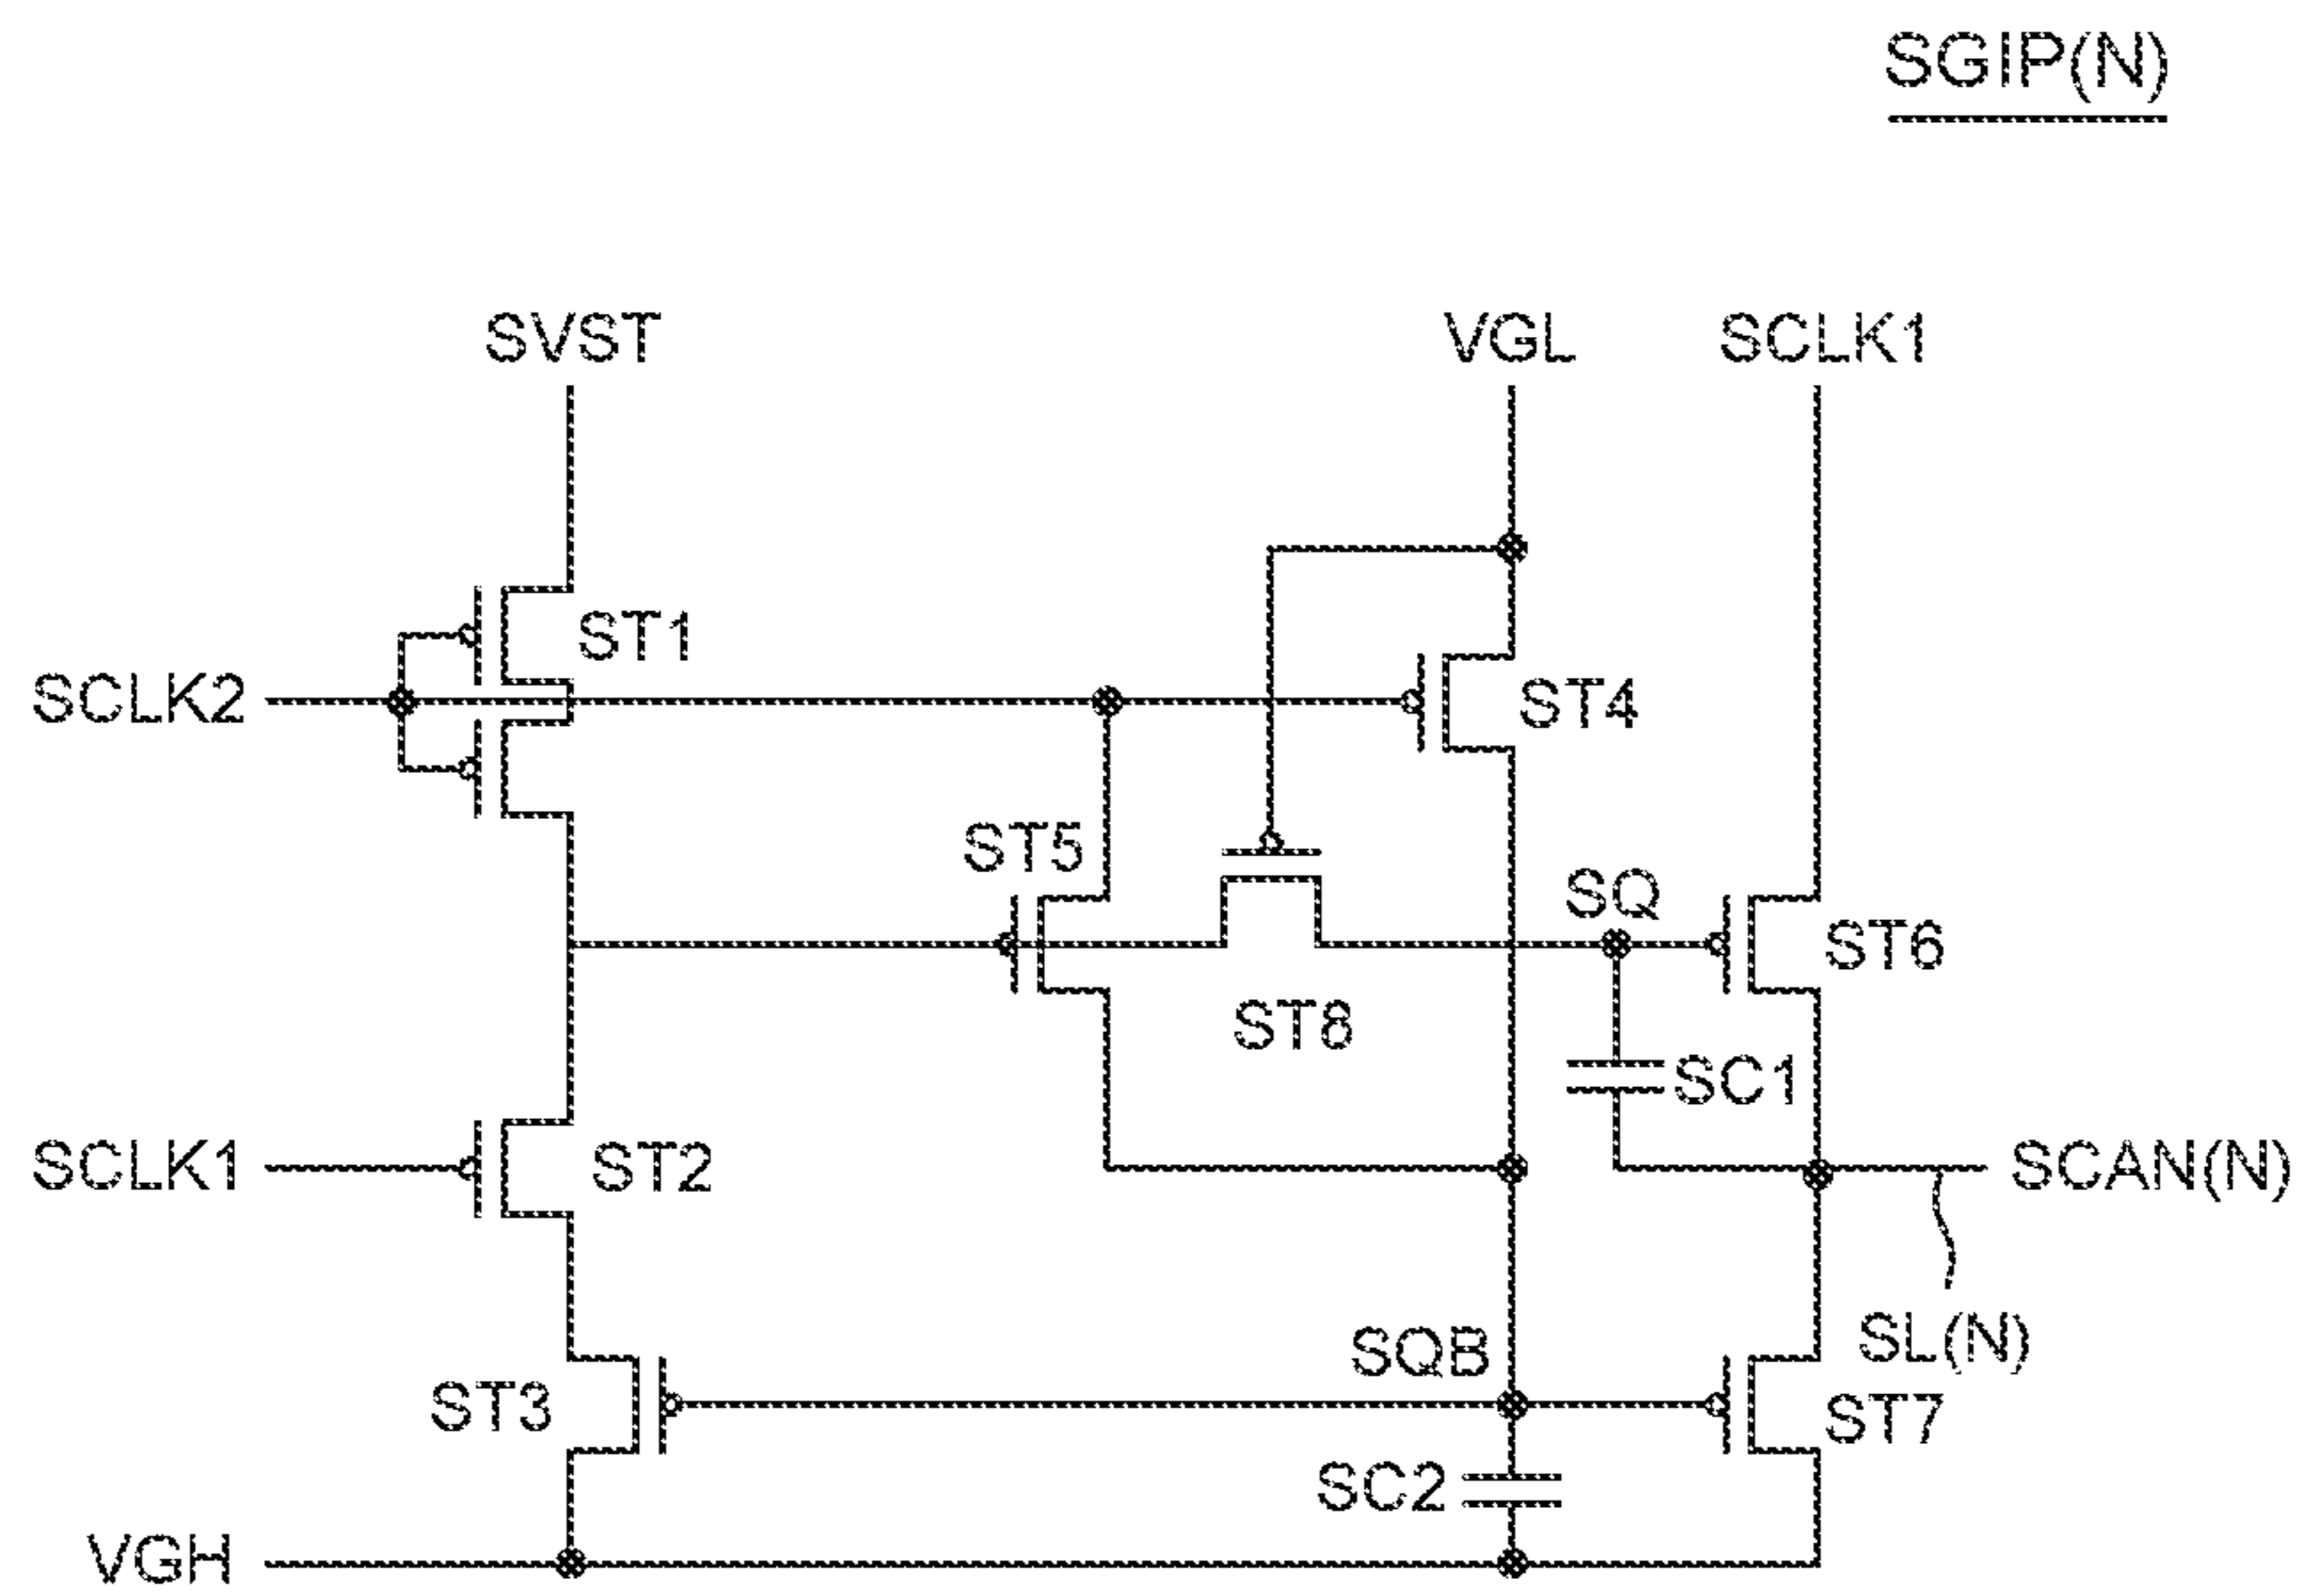 SGIP(N)
SVST
VGL
SCLK1
ST1
SCLK2
ST4
ST5
SQ
ST6
ST8
SC1
SCLK1
ST2
SCAN(N)
SQB
SL(N)
ST3
ST7
SC2
VGH